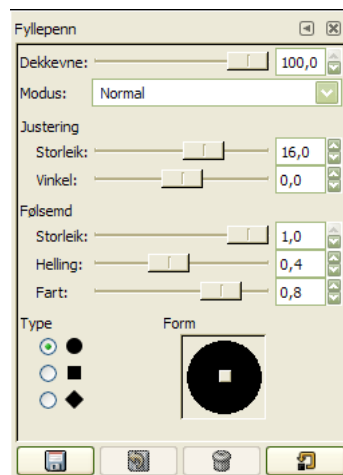 Fyllepenn
Dekkevne: 100,0
Modus: Normal
Justering
Storleik: 16,0
Vinkel: 0,0
Følsemd
Storleik: 1,0
Helling: 0,4
Fart: 0,8
Type Form